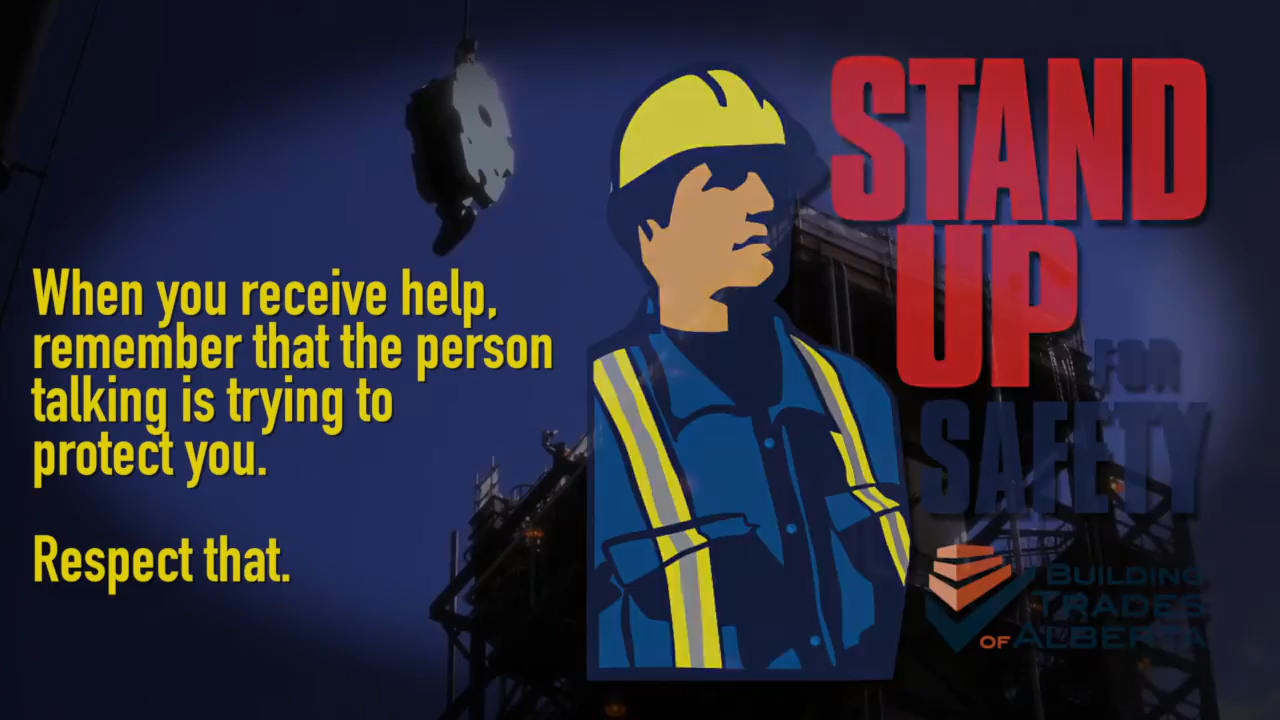 When you receive help,
remember that the person
talking is trying to
protect you.
Respect that.
STAND
UP
FOR
SAFETY
BUILDING
TRADES
OF ALBERTA